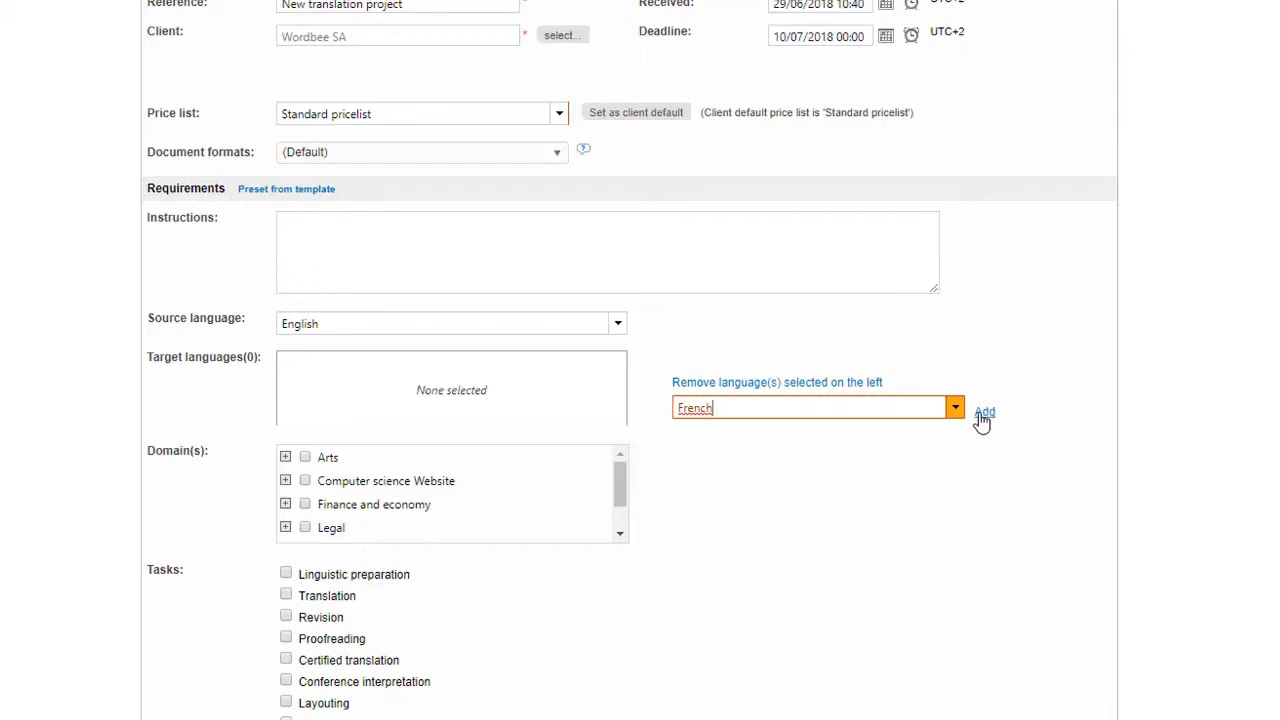 Reference: New translation project * Received: 29/06/2018 10:40 UTC+2
Client: Wordbee SA * select... Deadline: 10/07/2018 00:00 UTC+2
Price list: Standard pricelist Set as client default (Client default price list is 'Standard pricelist')
Document formats: (Default) ?
Requirements Preset from template
Instructions:
Source language: English
Target languages(0): None selected
Remove language(s) selected on the left
French Add
Domain(s): Arts
Computer science Website
Finance and economy
Legal
Tasks: Linguistic preparation
Translation
Revision
Proofreading
Certified translation
Conference interpretation
Layouting